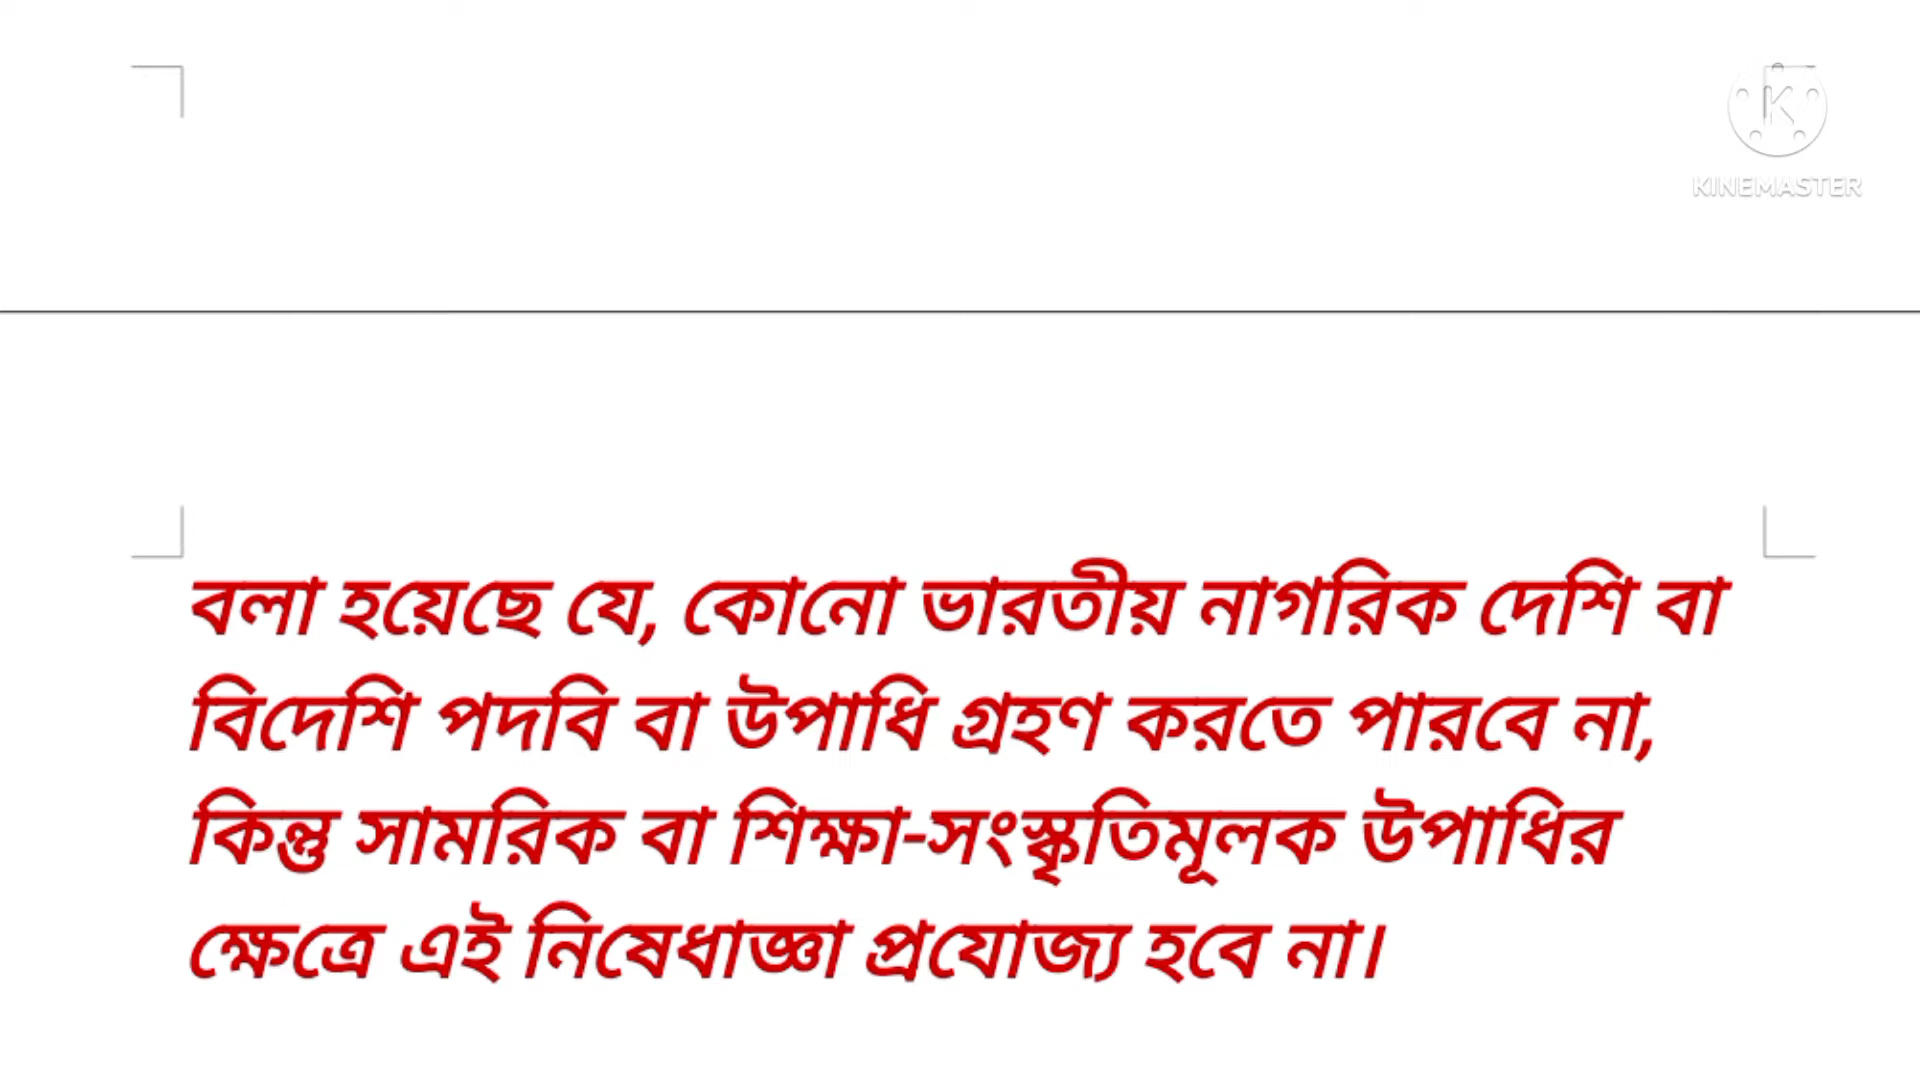 KINEMASTER
বলা হয়েছে যে, কোনো ভারতীয় নাগরিক দেশি বা
বিদেশি পদবি বা উপাধি গ্রহণ করতে পারবে না,
কিন্তু সামরিক বা শিক্ষা-সংস্কৃতিমূলক উপাধির
ক্ষেত্রে এই নিষেধাজ্ঞা প্রযোজ্য হবে না।